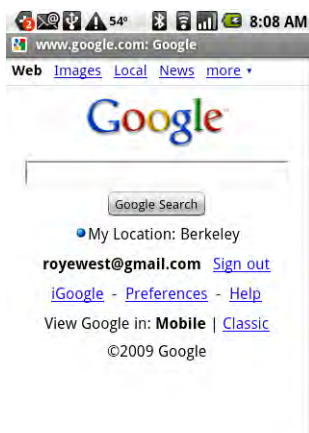 54° 8:08 AM
www.google.com: Google
Web Images Local News more
Google
Google Search
My Location: Berkeley
royewest@gmail.com Sign out
iGoogle - Preferences - Help
View Google in: Mobile | Classic
©2009 Google